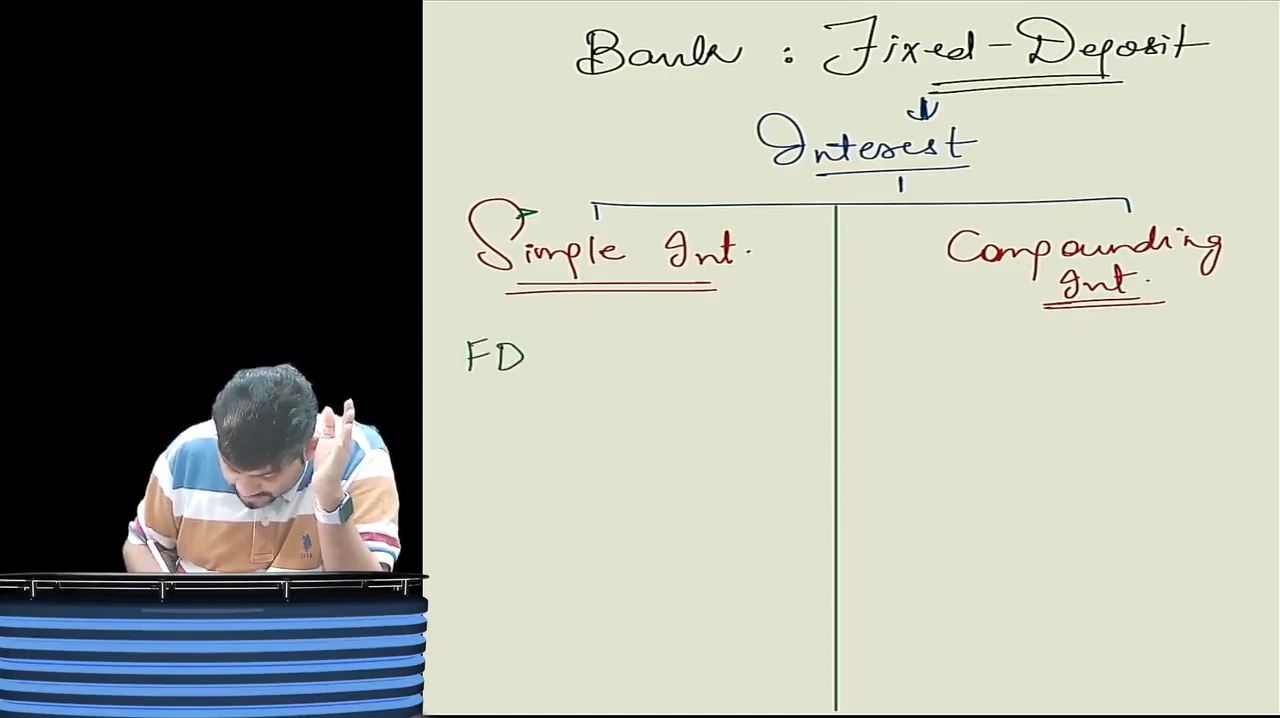 Bank : Fixed-Deposit
Interest
Simple Int.
Compounding
Int.
FD